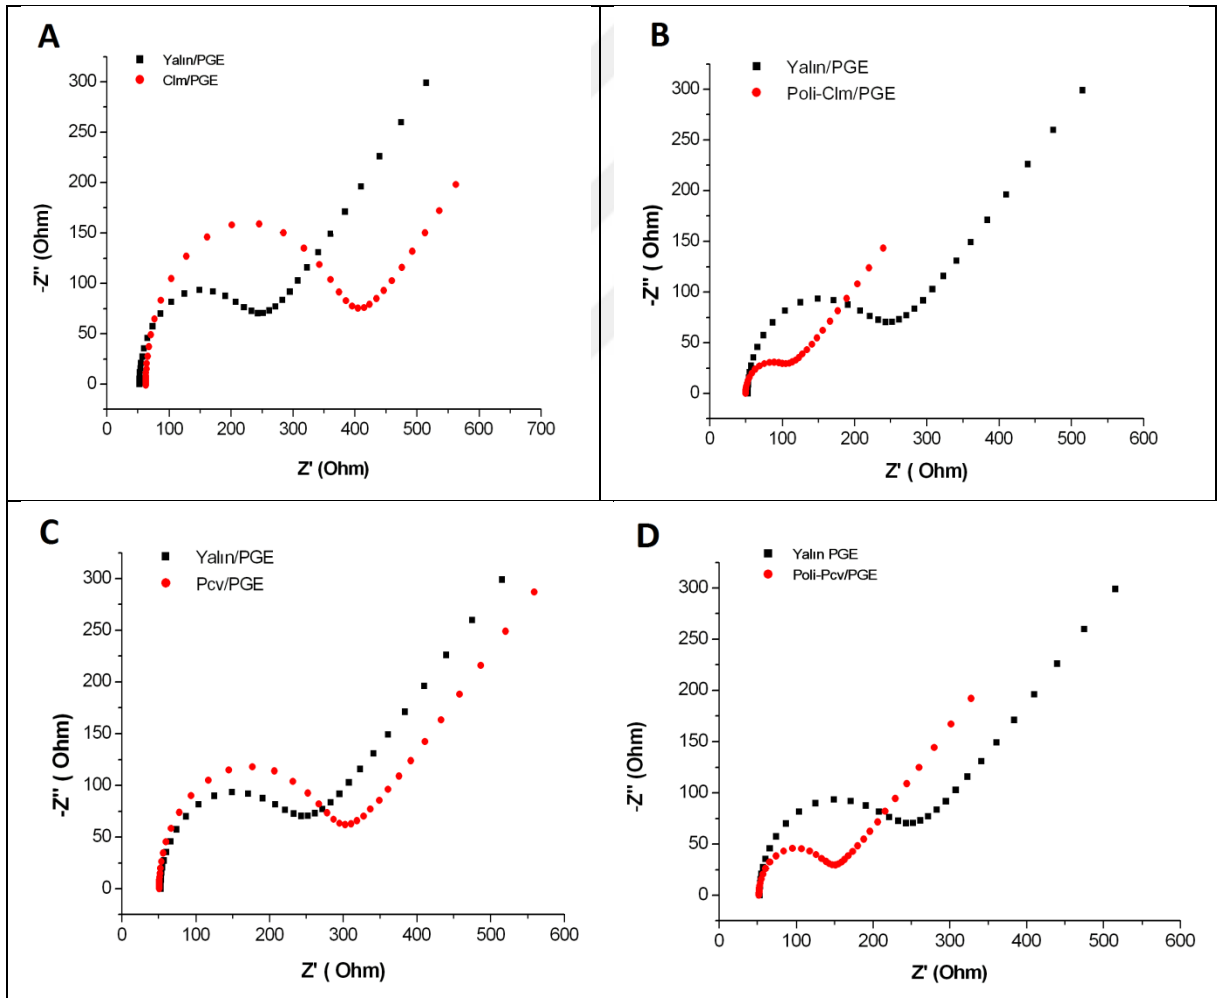 A
Yalın/PGE
Clm/PGE
300
250
200
150
100
50
0
-Z'' (Ohm)
0 100 200 300 400 500 600 700
Z' (Ohm)
B
Yalın/PGE
Poli-Clm/PGE
300
250
200
150
100
50
0
-Z'' ( Ohm)
0 100 200 300 400 500 600
Z' ( Ohm)
C
Yalın/PGE
Pcv/PGE
300
250
200
150
100
50
0
-Z'' ( Ohm)
0 100 200 300 400 500 600
Z' ( Ohm)
D
Yalın PGE
Poli-Pcv/PGE
300
250
200
150
100
50
0
-Z'' (Ohm)
0 100 200 300 400 500 600
Z' (Ohm)